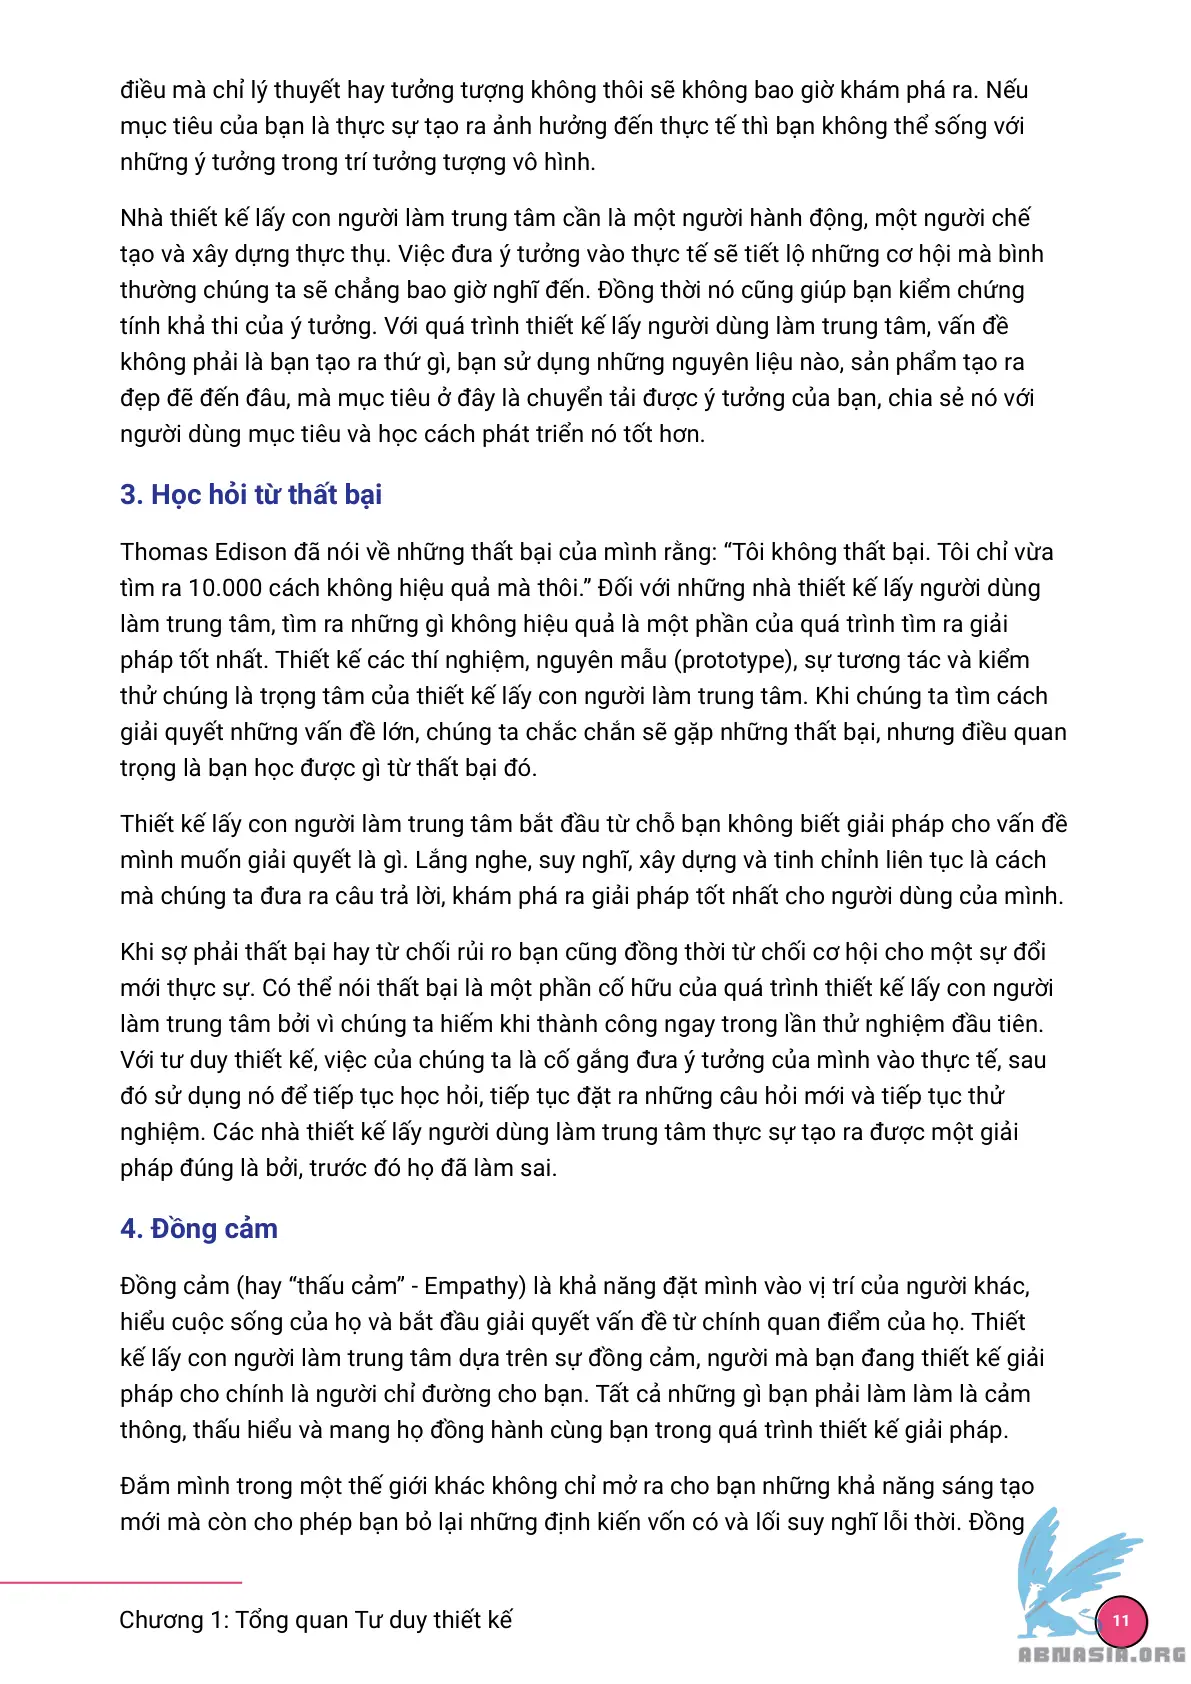 điều mà chỉ lý thuyết hay tưởng tượng không thôi sẽ không bao giờ khám phá ra. Nếu
mục tiêu của bạn là thực sự tạo ra ảnh hưởng đến thực tế thì bạn không thể sống với
những ý tưởng trong trí tưởng tượng vô hình.
Nhà thiết kế lấy con người làm trung tâm cần là một người hành động, một người chế
tạo và xây dựng thực thụ. Việc đưa ý tưởng vào thực tế sẽ tiết lộ những cơ hội mà bình
thường chúng ta sẽ chẳng bao giờ nghĩ đến. Đồng thời nó cũng giúp bạn kiểm chứng
tính khả thi của ý tưởng. Với quá trình thiết kế lấy người dùng làm trung tâm, vấn đề
không phải là bạn tạo ra thứ gì, bạn sử dụng những nguyên liệu nào, sản phẩm tạo ra
đẹp đẽ đến đâu, mà mục tiêu ở đây là chuyển tải được ý tưởng của bạn, chia sẻ nó với
người dùng mục tiêu và học cách phát triển nó tốt hơn.
3. Học hỏi từ thất bại
Thomas Edison đã nói về những thất bại của mình rằng: “Tôi không thất bại. Tôi chỉ vừa
tìm ra 10.000 cách không hiệu quả mà thôi.” Đối với những nhà thiết kế lấy người dùng
làm trung tâm, tìm ra những gì không hiệu quả là một phần của quá trình tìm ra giải
pháp tốt nhất. Thiết kế các thí nghiệm, nguyên mẫu (prototype), sự tương tác và kiểm
thử chúng là trọng tâm của thiết kế lấy con người làm trung tâm. Khi chúng ta tìm cách
giải quyết những vấn đề lớn, chúng ta chắc chắn sẽ gặp những thất bại, nhưng điều quan
trọng là bạn học được gì từ thất bại đó.
Thiết kế lấy con người làm trung tâm bắt đầu từ chỗ bạn không biết giải pháp cho vấn đề
mình muốn giải quyết là gì. Lắng nghe, suy nghĩ, xây dựng và tinh chỉnh liên tục là cách
mà chúng ta đưa ra câu trả lời, khám phá ra giải pháp tốt nhất cho người dùng của mình.
Khi sợ phải thất bại hay từ chối rủi ro bạn cũng đồng thời từ chối cơ hội cho một sự đổi
mới thực sự. Có thể nói thất bại là một phần cố hữu của quá trình thiết kế lấy con người
làm trung tâm bởi vì chúng ta hiếm khi thành công ngay trong lần thử nghiệm đầu tiên.
Với tư duy thiết kế, việc của chúng ta là cố gắng đưa ý tưởng của mình vào thực tế, sau
đó sử dụng nó để tiếp tục học hỏi, tiếp tục đặt ra những câu hỏi mới và tiếp tục thử
nghiệm. Các nhà thiết kế lấy người dùng làm trung tâm thực sự tạo ra được một giải
pháp đúng là bởi, trước đó họ đã làm sai.
4. Đồng cảm
Đồng cảm (hay “thấu cảm” - Empathy) là khả năng đặt mình vào vị trí của người khác,
hiểu cuộc sống của họ và bắt đầu giải quyết vấn đề từ chính quan điểm của họ. Thiết
kế lấy con người làm trung tâm dựa trên sự đồng cảm, người mà bạn đang thiết kế giải
pháp cho chính là người chỉ đường cho bạn. Tất cả những gì bạn phải làm làm là cảm
thông, thấu hiểu và mang họ đồng hành cùng bạn trong quá trình thiết kế giải pháp.
Đắm mình trong một thế giới khác không chỉ mở ra cho bạn những khả năng sáng tạo
mới mà còn cho phép bạn bỏ lại những định kiến vốn có và lối suy nghĩ lỗi thời. Đồng
Chương 1: Tổng quan Tư duy thiết kế
11
ABNASIA.ORG